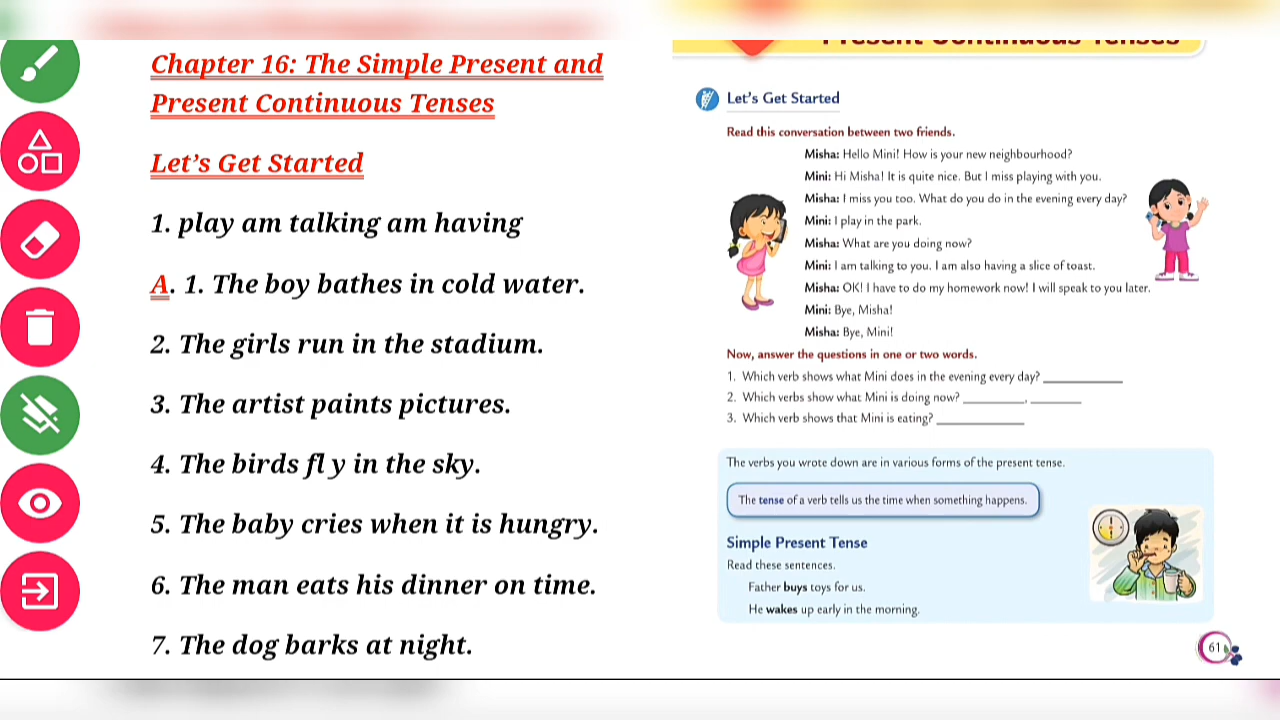 Chapter 16: The Simple Present and
Present Continuous Tenses
Let's Get Started
1. play am talking am having
A. 1. The boy bathes in cold water.
2. The girls run in the stadium.
3. The artist paints pictures.
4. The birds fl y in the sky.
5. The baby cries when it is hungry.
6. The man eats his dinner on time.
7. The dog barks at night.
Present Continuous Tenses
Let's Get Started
Read this conversation between two friends.
Misha: Hello Mini! How is your new neighbourhood?
Mini: Hi Misha! It is quite nice. But I miss playing with you.
Misha: I miss you too. What do you do in the evening every day?
Mini: I play in the park.
Misha: What are you doing now?
Mini: I am talking to you. I am also having a slice of toast.
Misha: OK! I have to do my homework now! I will speak to you later.
Mini: Bye, Misha!
Misha: Bye, Mini!
Now, answer the questions in one or two words.
1. Which verb shows what Mini does in the evening every day? ____________
2. Which verbs show what Mini is doing now? __________, ________
3. Which verb shows that Mini is eating? ______________
The verbs you wrote down are in various forms of the present tense.
The tense of a verb tells us the time when something happens.
Simple Present Tense
Read these sentences.
Father buys toys for us.
He wakes up early in the morning.
61